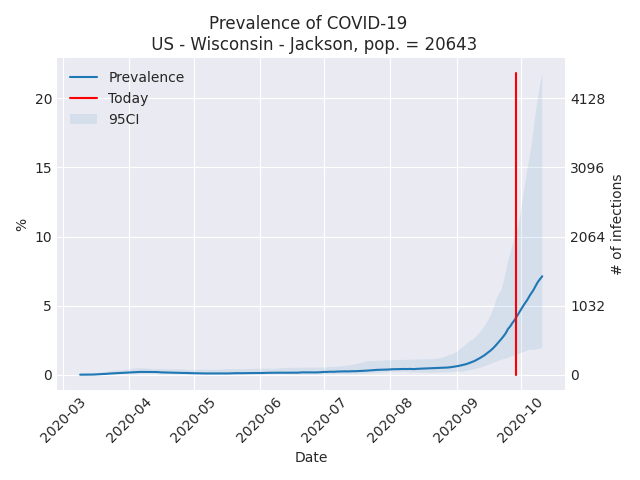 Prevalence of COVID-19
US - Wisconsin - Jackson, pop. = 20643
Prevalence
Today
95CI
20
15
10
5
0
%
4128
3096
2064
1032
0
# of infections
2020-03
2020-04
2020-05
2020-06
2020-07
2020-08
2020-09
2020-10
Date